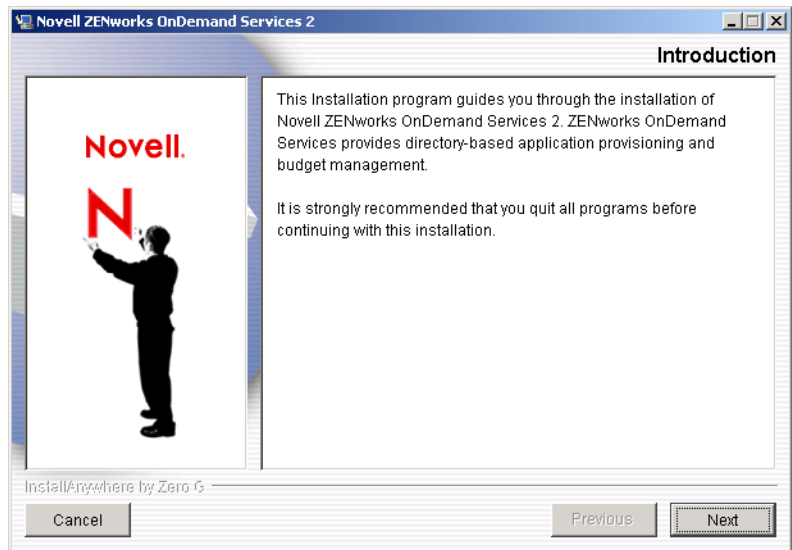 Novell ZENworks OnDemand Services 2
Introduction
Novell.
N
This Installation program guides you through the installation of
Novell ZENworks OnDemand Services 2. ZENworks OnDemand
Services provides directory-based application provisioning and
budget management.
It is strongly recommended that you quit all programs before
continuing with this installation.
InstallAnywhere by Zero G
Cancel
Previous
Next